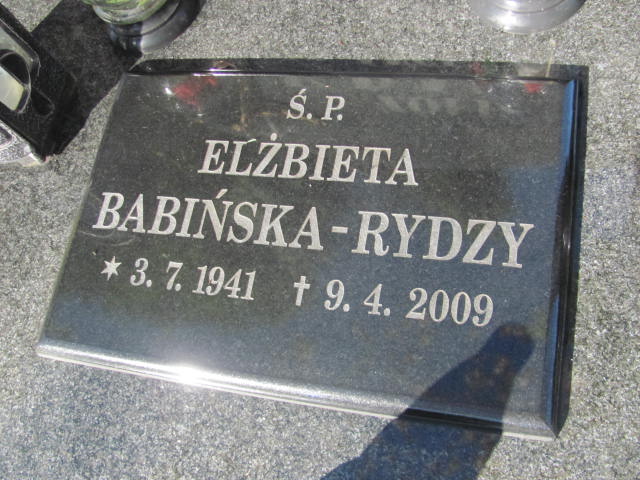 Ś. P.
ELŻBIETA
BABIŃSKA-RYDZY
* 3. 7. 1941 † 9. 4. 2009